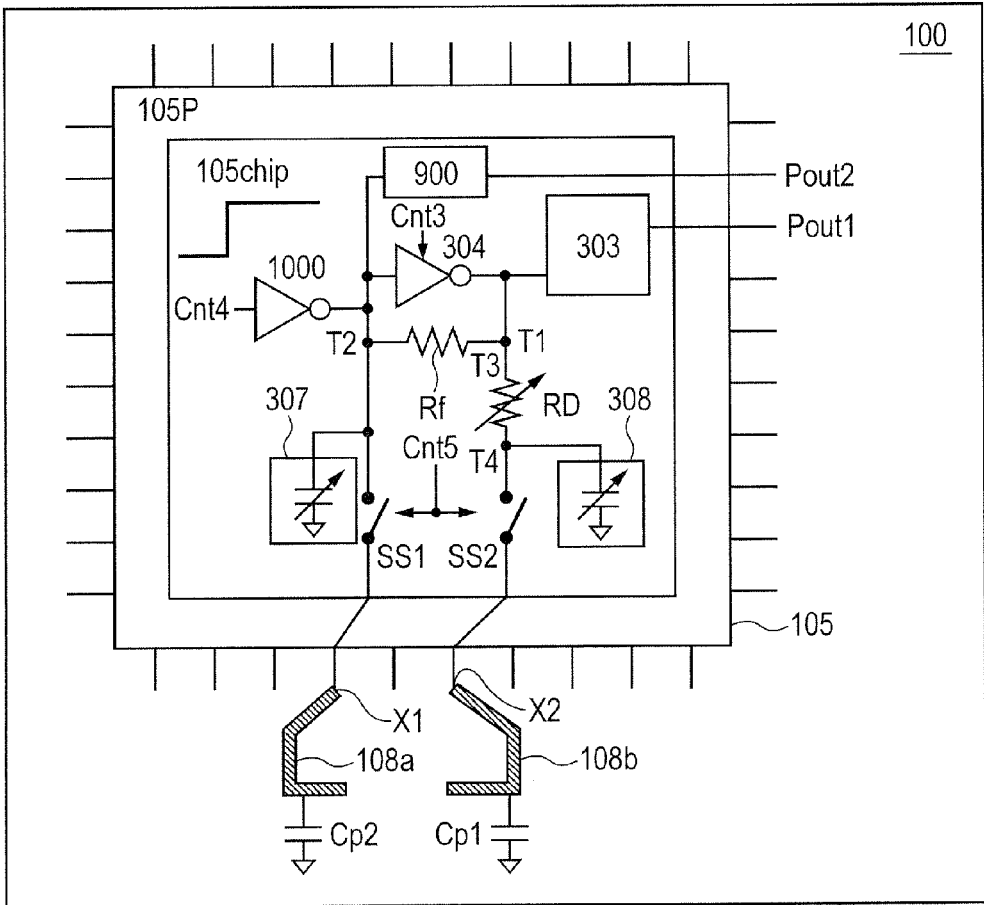 100
105P
105chip
900
Pout2
Cnt3
Pout1
304
303
1000
Cnt4
T2
T1
T3
Rf
RD
307
308
Cnt5
T4
SS1
SS2
105
X1
X2
108a
108b
Cp2
Cp1